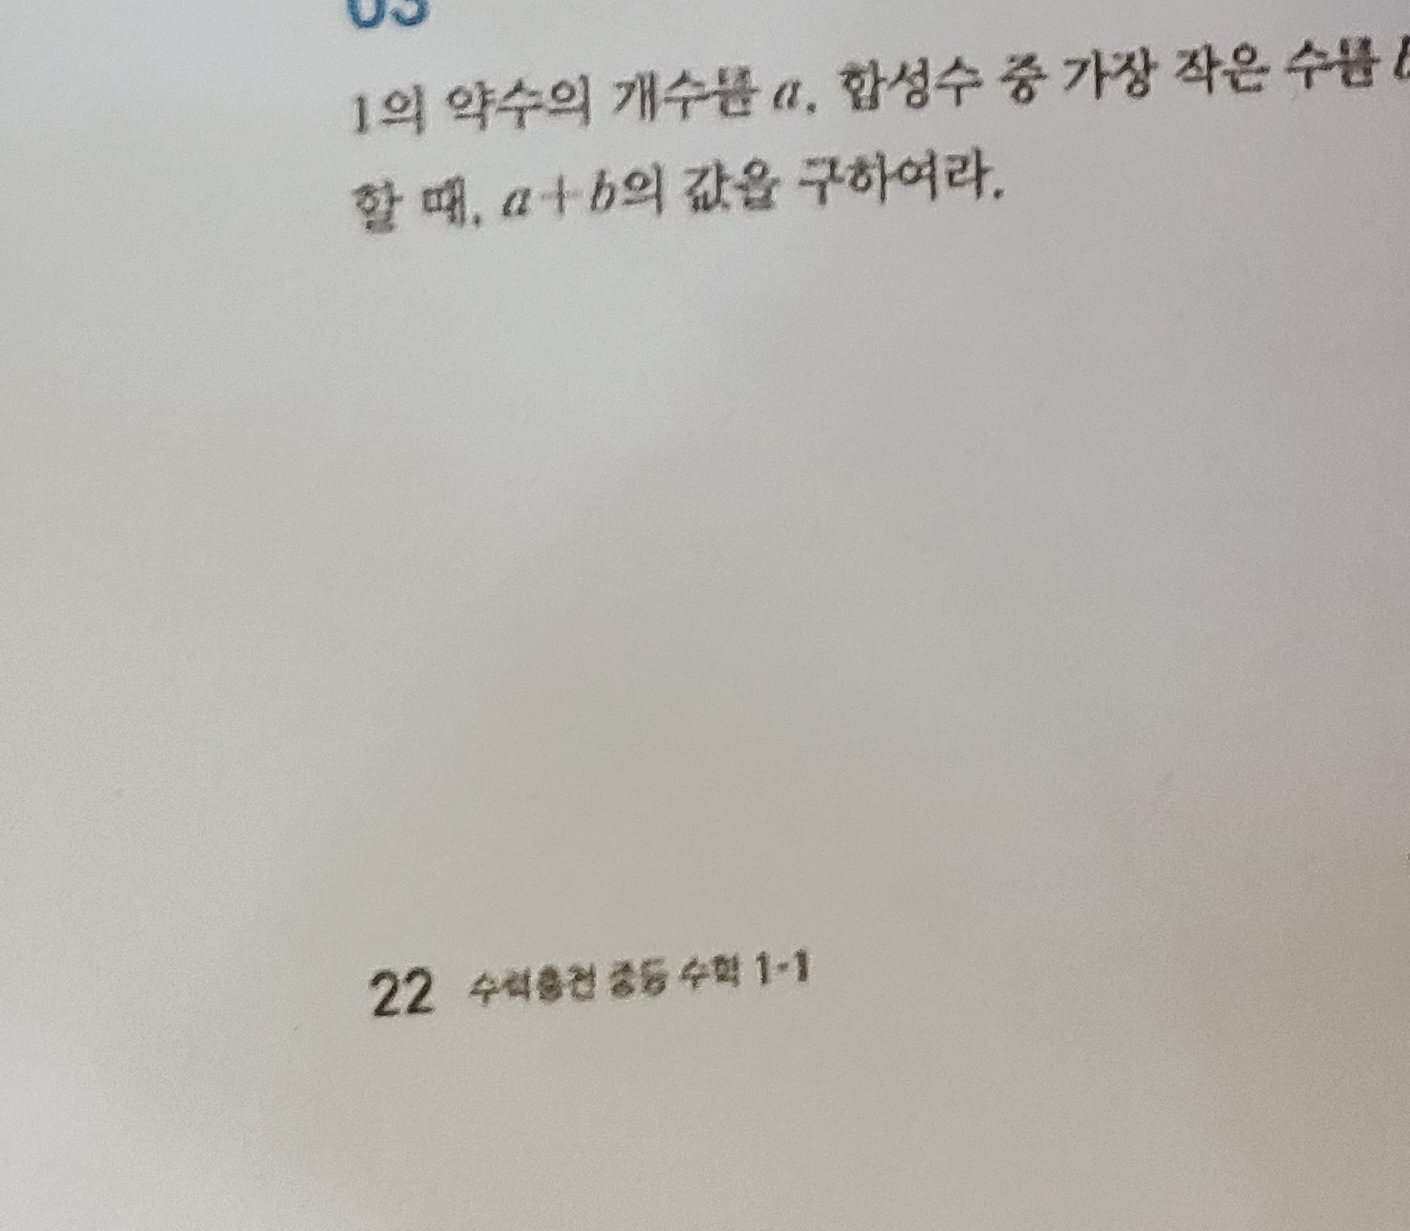 03
1의 약수의 개수를 a, 합성수 중 가장 작은 수를 b
할 때, a+b의 값을 구하여라.
22 수력충전 중등 수학 1-1